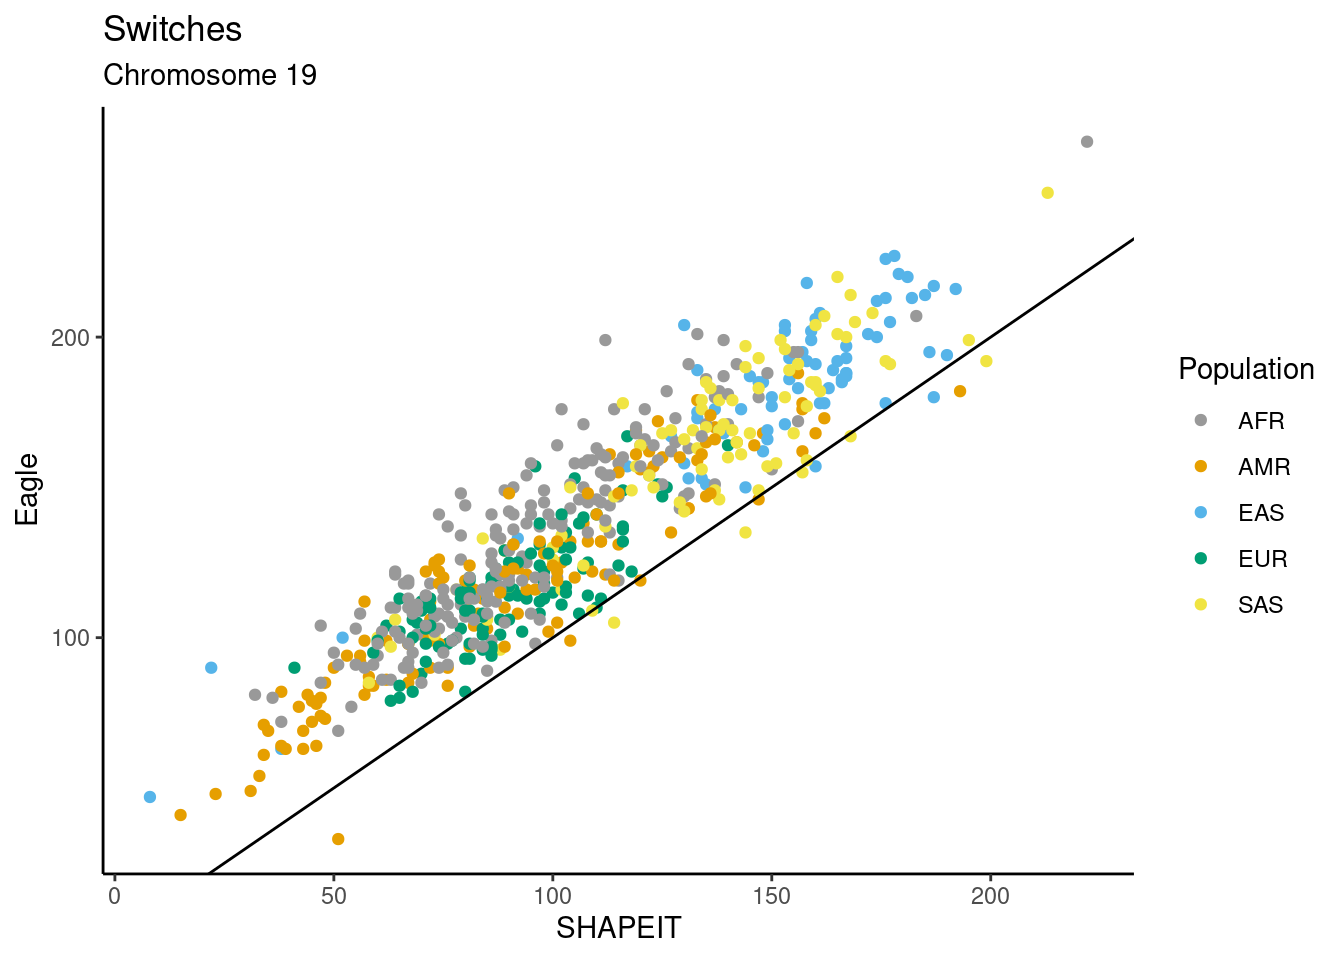 Switches
Chromosome 19
Eagle
200
100
0 50 100 150 200
SHAPEIT
Population
AFR
AMR
EAS
EUR
SAS